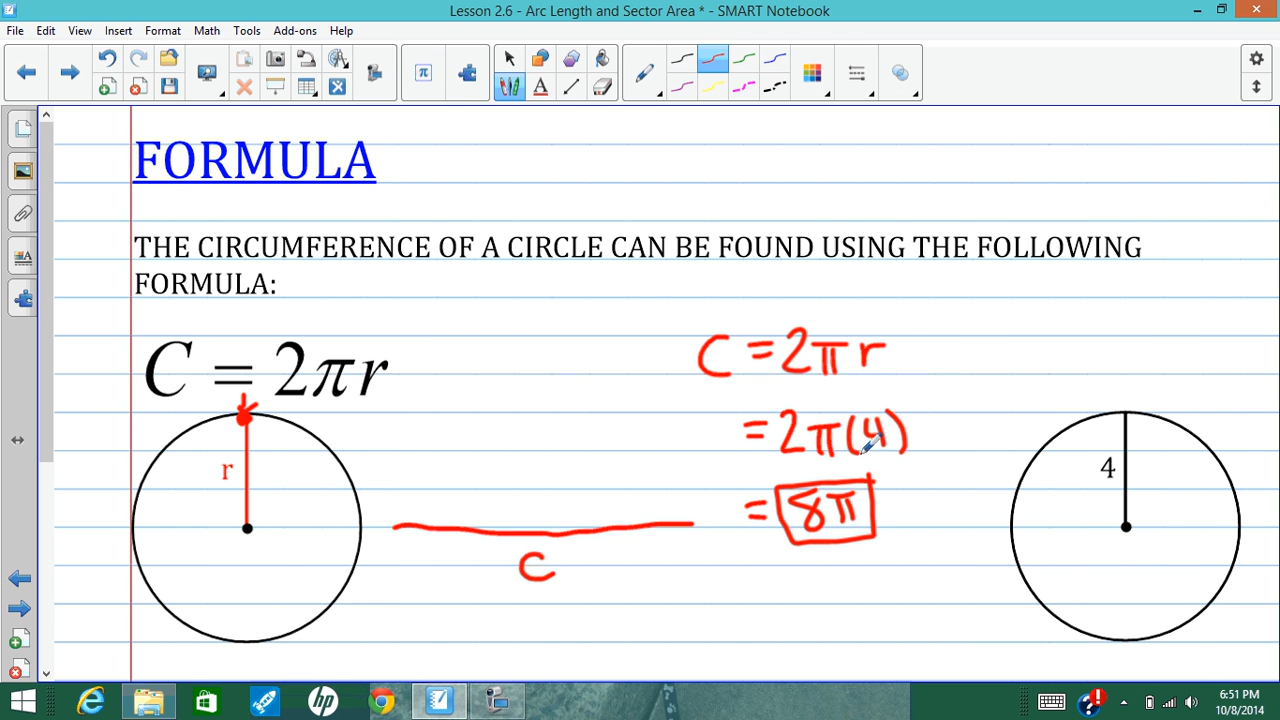 Lesson 2.6 - Arc Length and Sector Area * - SMART Notebook
File Edit View Insert Format Math Tools Add-ons Help
FORMULA
THE CIRCUMFERENCE OF A CIRCLE CAN BE FOUND USING THE FOLLOWING
FORMULA:
C = 2πr
C = 2πr
= 2π(4)
= 8π
r
4
C
hp
6:51 PM
10/8/2014